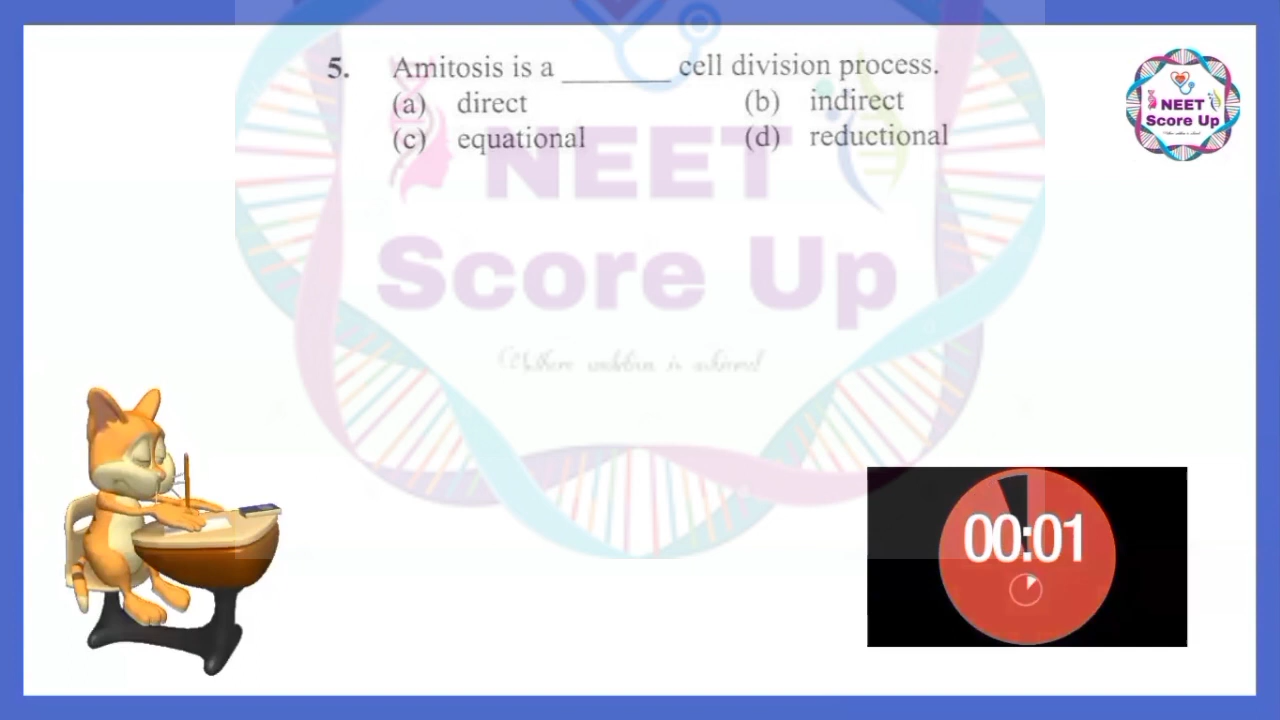 5. Amitosis is a ________ cell division process.
(a) direct (b) indirect
(c) equational (d) reductional
NEET
Score Up
NEET
Score Up
00:01